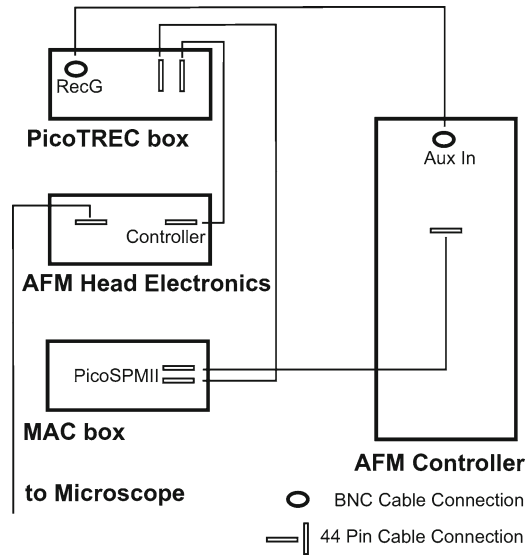 RecG
PicoTREC box
Aux In
Controller
AFM Head Electronics
PicoSPMII
MAC box
AFM Controller
to Microscope
BNC Cable Connection
44 Pin Cable Connection